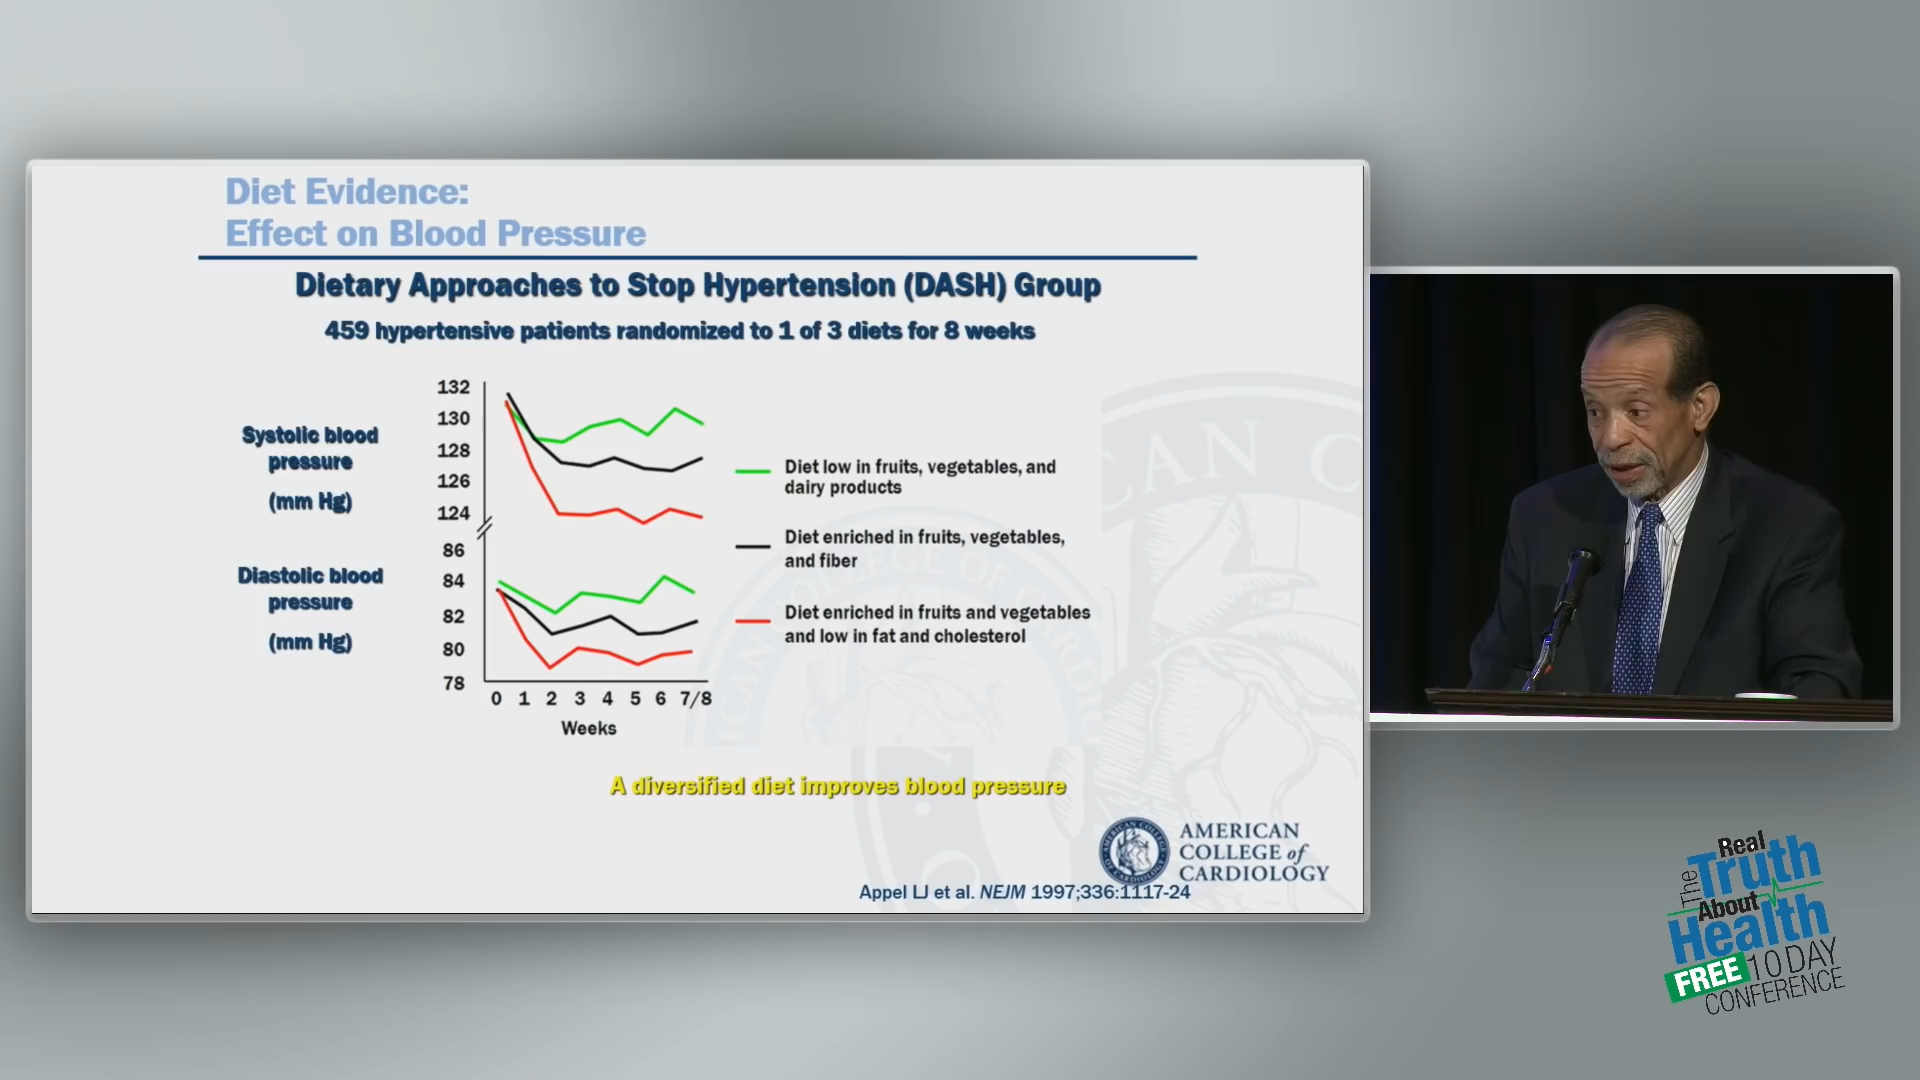 Diet Evidence:
Effect on Blood Pressure
Dietary Approaches to Stop Hypertension (DASH) Group
459 hypertensive patients randomized to 1 of 3 diets for 8 weeks
Systolic blood
pressure
(mm Hg)
132
130
128
126
124
Diastolic blood
pressure
(mm Hg)
86
84
82
80
78
0 1 2 3 4 5 6 7/8
Weeks
Diet low in fruits, vegetables, and
dairy products
Diet enriched in fruits, vegetables,
and fiber
Diet enriched in fruits and vegetables
and low in fat and cholesterol
A diversified diet improves blood pressure
AMERICAN
COLLEGE of
CARDIOLOGY
Appel LJ et al. NEJM 1997;336:1117-24
The Real
Truth
About
Health
FREE 10 DAY
CONFERENCE